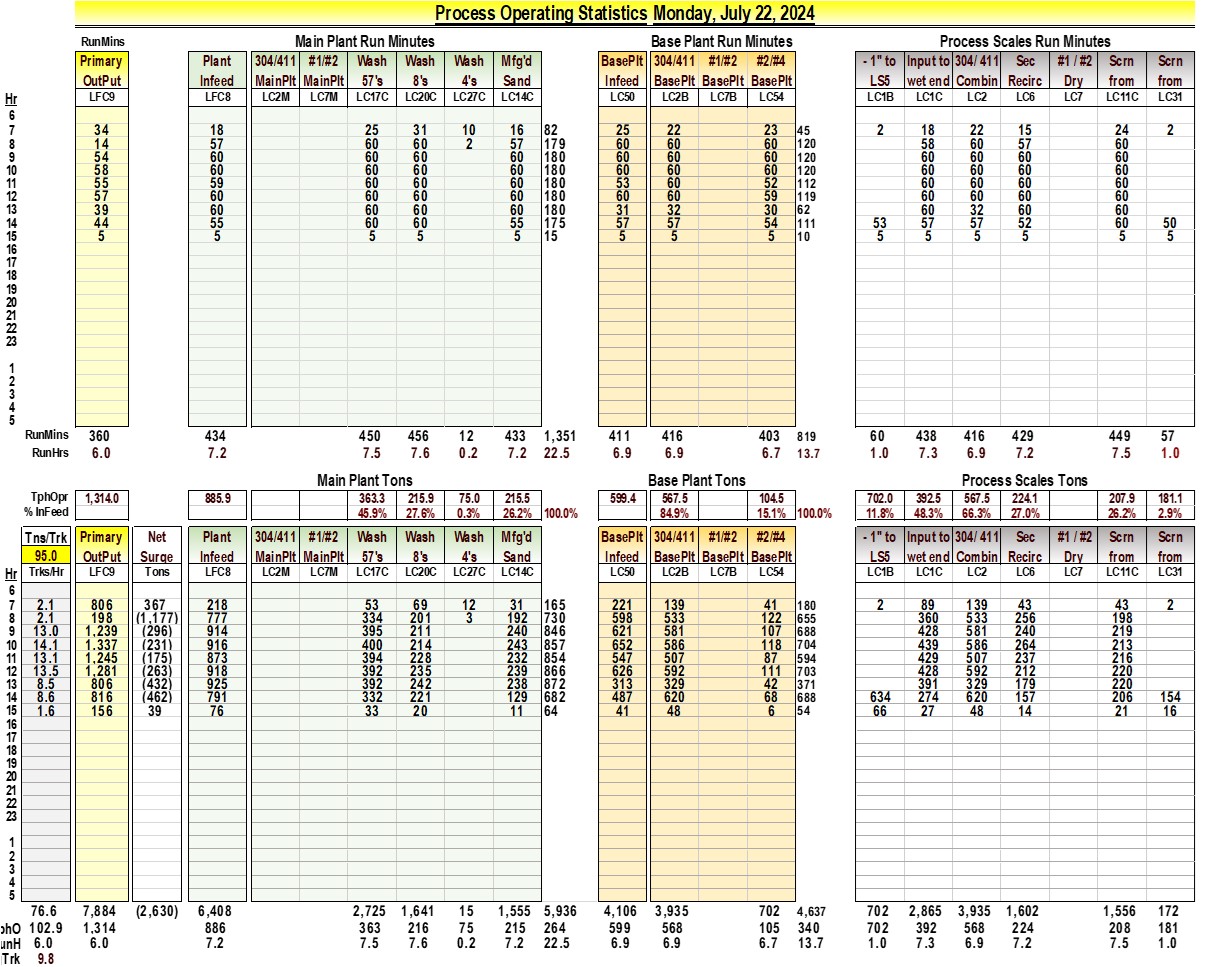 Process Operating Statistics Monday, July 22, 2024
RunMins Main Plant Run Minutes Base Plant Run Minutes Process Scales Run Minutes
Primary Plant 304/411 #1/#2 Wash Wash Wash Mfg'd BasePlt 304/411 #1/#2 #2/#4 - 1" to Input to 304/ 411 Sec #1 / #2 Scrn Scrn
OutPut Infeed MainPlt MainPlt 57's 8's 4's Sand Infeed BasePlt BasePlt BasePlt LS5 wet end Combin Recirc Dry from from
Hr LFC9 LFC8 LC2M LC7M LC17C LC20C LC27C LC14C LC50 LC2B LC7B LC54 LC1B LC1C LC2 LC6 LC7 LC11C LC31
6
7 34 18 25 31 10 16 82 25 22 23 45 2 18 22 15 24 2
8 14 57 60 60 2 57 179 60 60 60 120 58 60 57 60
9 54 60 60 60 60 180 60 60 60 120 60 60 60 60
10 58 60 60 60 60 180 60 60 60 120 60 60 60 60
11 55 59 60 60 60 180 53 60 52 112 60 60 60 60
12 57 60 60 60 60 180 60 60 59 119 60 60 60 60
13 39 60 60 60 60 180 31 32 30 62 60 32 60 60
14 44 55 60 60 55 175 57 57 54 111 53 57 57 52 60 50
15 5 5 5 5 5 15 5 5 5 10 5 5 5 5 5 5
16
17
18
19
20
21
22
23
1
2
3
4
5
RunMins 360 434 450 456 12 433 1,351 411 416 403 819 60 438 416 429 449 57
RunHrs 6.0 7.2 7.5 7.6 0.2 7.2 22.5 6.9 6.9 6.7 13.7 1.0 7.3 6.9 7.2 7.5 1.0
Main Plant Tons Base Plant Tons Process Scales Tons
TphOpr 1,314.0 885.9 363.3 215.9 75.0 215.5 599.4 567.5 104.5 702.0 392.5 567.5 224.1 207.9 181.1
% InFeed 45.9% 27.6% 0.3% 26.2% 100.0% 84.9% 15.1% 100.0% 11.8% 48.3% 66.3% 27.0% 26.2% 2.9%
Tns/Trk Primary Net Plant 304/411 #1/#2 Wash Wash Wash Mfg'd BasePlt 304/411 #1/#2 #2/#4 - 1" to Input to 304/ 411 Sec #1 / #2 Scrn Scrn
95.0 OutPut Surge Infeed MainPlt MainPlt 57's 8's 4's Sand Infeed BasePlt BasePlt BasePlt LS5 wet end Combin Recirc Dry from from
Hr Trks/Hr LFC9 Tons LFC8 LC2M LC7M LC17C LC20C LC27C LC14C LC50 LC2B LC7B LC54 LC1B LC1C LC2 LC6 LC7 LC11C LC31
6
7 2.1 806 367 218 53 69 12 31 165 221 139 41 180 2 89 139 43 43 2
8 2.1 198 (1,177) 777 334 201 3 192 730 598 533 122 655 360 533 256 198
9 13.0 1,239 (296) 914 395 211 240 846 621 581 107 688 428 581 240 219
10 14.1 1,337 (231) 916 400 214 243 857 652 586 118 704 439 586 264 213
11 13.1 1,245 (175) 873 394 228 232 854 547 507 87 594 429 507 237 216
12 13.5 1,281 (263) 918 392 235 239 866 626 592 111 703 428 592 212 220
13 8.5 806 (432) 925 392 242 238 872 313 329 42 371 391 329 179 220
14 8.6 816 (462) 791 332 221 129 682 487 620 68 688 634 274 620 157 206 154
15 1.6 156 39 76 33 20 11 64 41 48 6 54 66 27 48 14 21 16
16
17
18
19
20
21
22
23
1
2
3
4
5
76.6 7,884 (2,630) 6,408 2,725 1,641 15 1,555 5,936 4,106 3,935 702 4,637 702 2,865 3,935 1,602 1,556 172
phO 102.9 1,314 886 363 216 75 215 264 599 568 105 340 702 392 568 224 208 181
unH 6.0 6.0 7.2 7.5 7.6 0.2 7.2 22.5 6.9 6.9 6.7 13.7 1.0 7.3 6.9 7.2 7.5 1.0
Trk 9.8